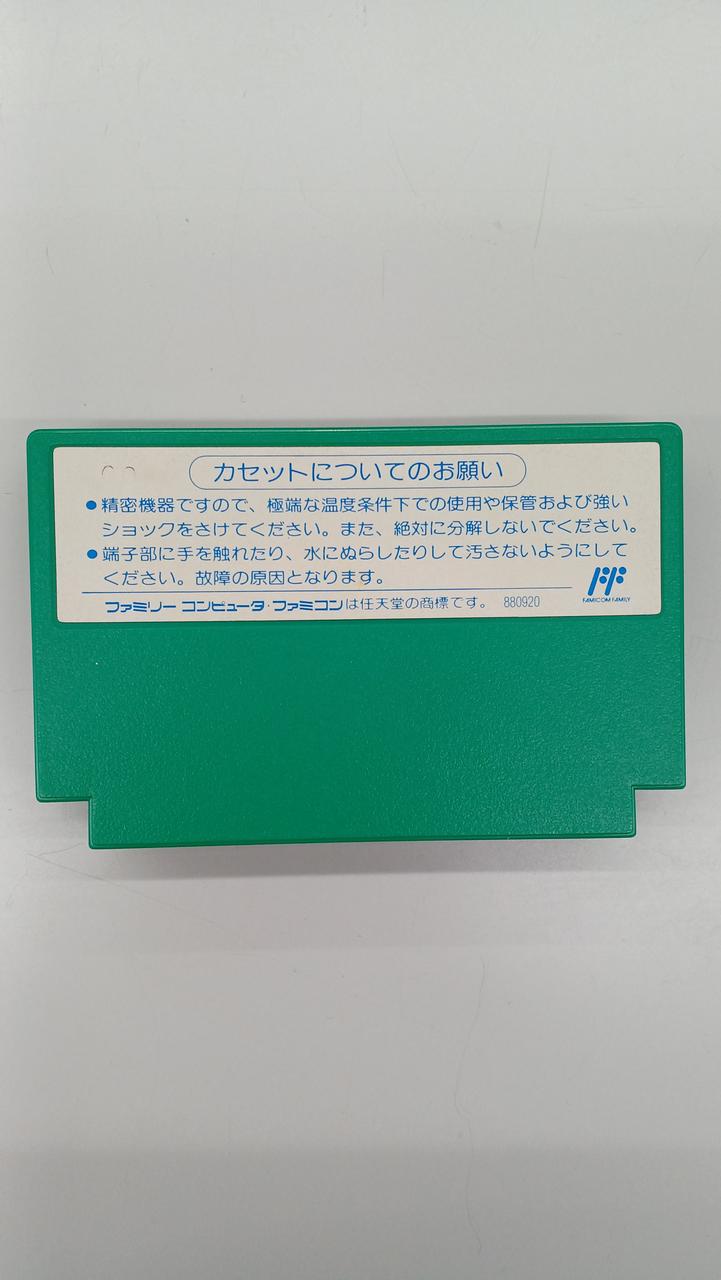 カセットについてのお願い
●精密機器ですので、極端な温度条件下での使用や保管および強い
ショックをさけてください。また、絶対に分解しないでください。
●端子部に手を触れたり、水にぬらしたりして汚さないようにして
ください。故障の原因となります。
ファミリーコンピュータ・ファミコンは任天堂の商標です。 880920
FAMICOM FAMILY